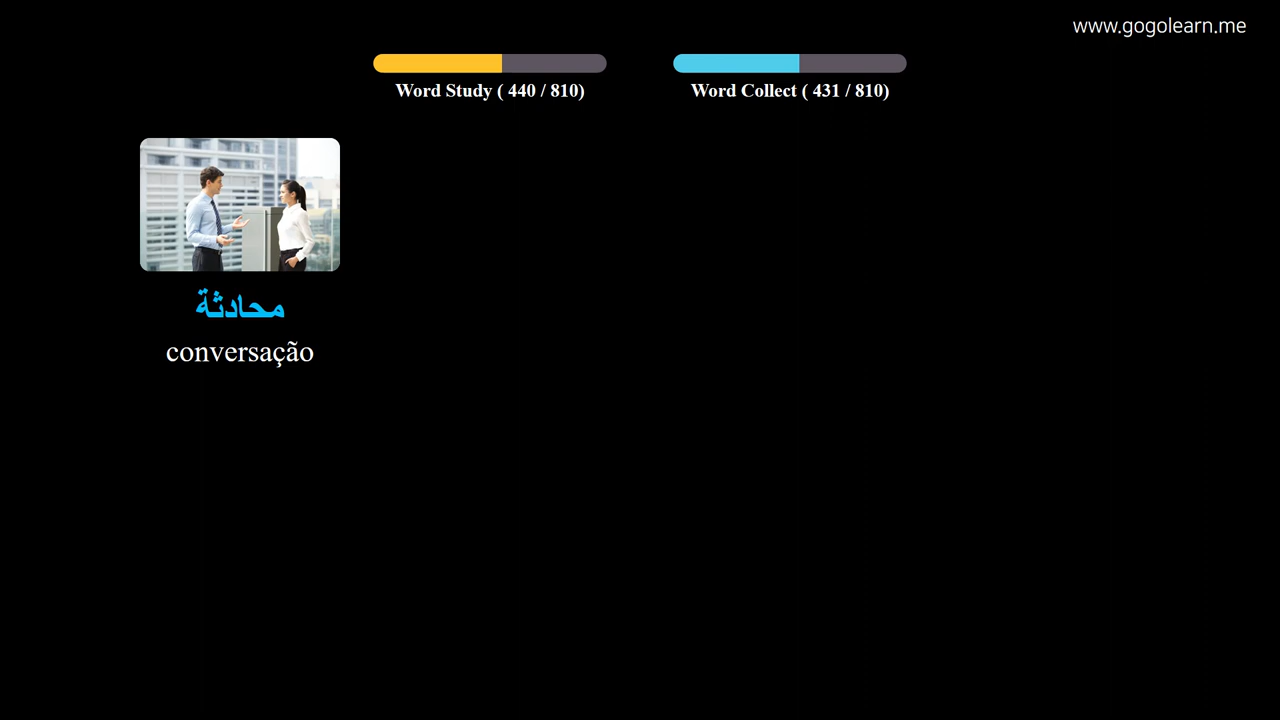 www.gogolearn.me
Word Study ( 440 / 810)
Word Collect ( 431 / 810)
محادثة
conversação